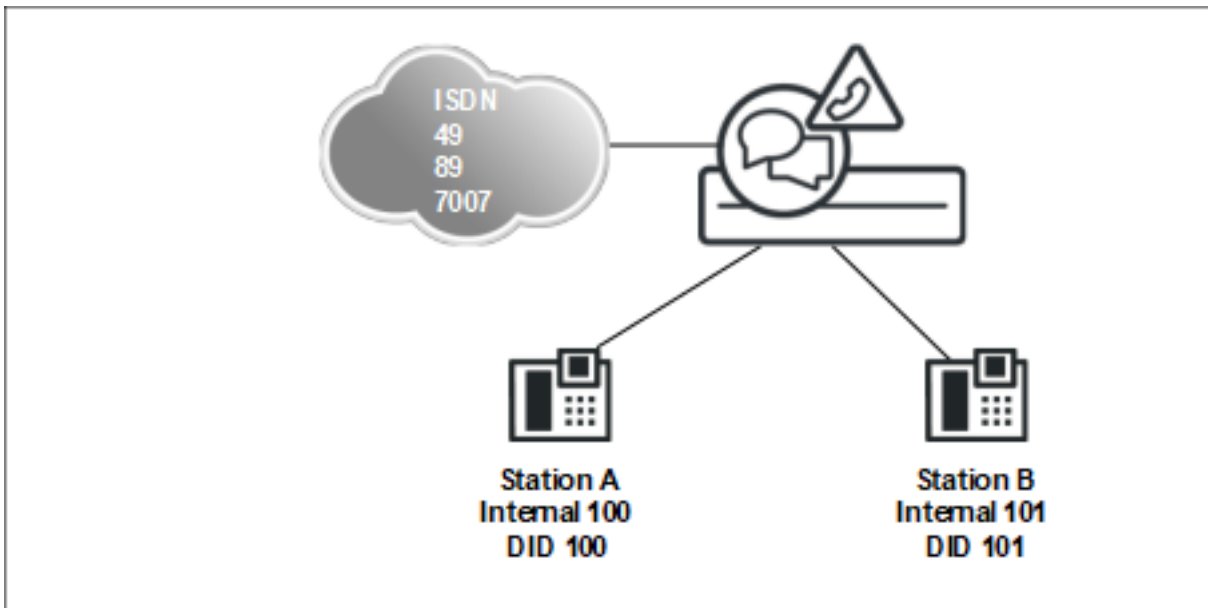 ISDN
49
89
7007
Station A
Internal 100
DID 100
Station B
Internal 101
DID 101